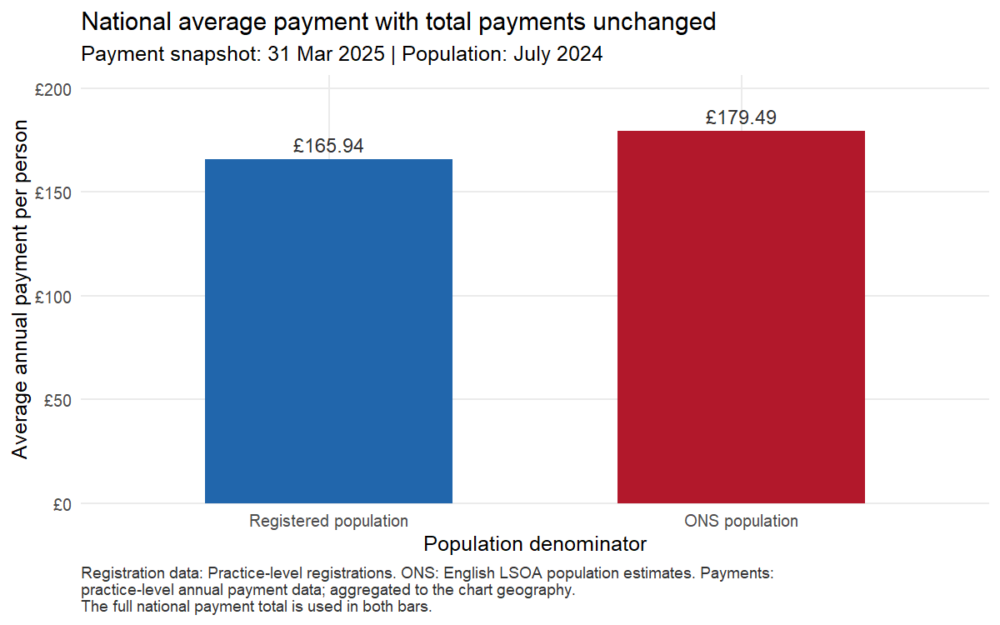 National average payment with total payments unchanged
Payment snapshot: 31 Mar 2025 | Population: July 2024
Average annual payment per person
£200
£150
£100
£50
£0
£165.94
£179.49
Registered population
ONS population
Population denominator
Registration data: Practice-level registrations. ONS: English LSOA population estimates. Payments:
practice-level annual payment data; aggregated to the chart geography.
The full national payment total is used in both bars.